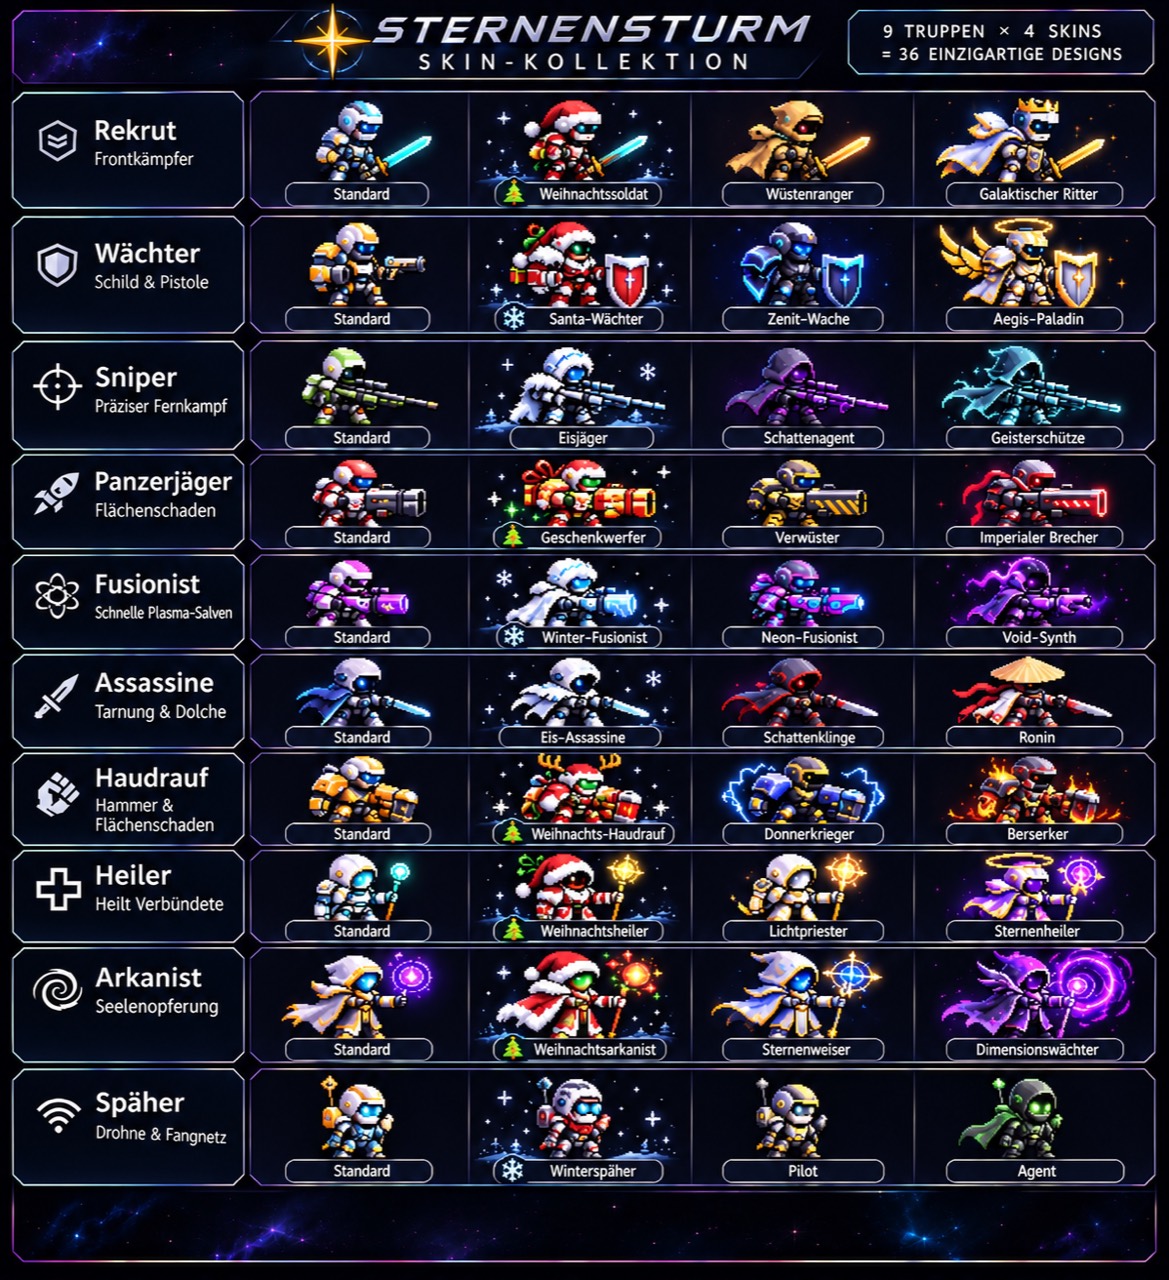 STERNENSTURM
SKIN-KOLLEKTION
9 TRUPPEN × 4 SKINS
= 36 EINZIGARTIGE DESIGNS
Rekrut
Frontkämpfer
Standard
Weihnachtssoldat
Wüstenranger
Galaktischer Ritter
Wächter
Schild & Pistole
Standard
Santa-Wächter
Zenit-Wache
Aegis-Paladin
Sniper
Präziser Fernkampf
Standard
Eisjäger
Schattenagent
Geisterschütze
Panzerjäger
Flächenschaden
Standard
Geschenkwerfer
Verwüster
Imperialer Brecher
Fusionist
Schnelle Plasma-Salven
Standard
Winter-Fusionist
Neon-Fusionist
Void-Synth
Assassine
Tarnung & Dolche
Standard
Eis-Assassine
Schattenklinge
Ronin
Haudrauf
Hammer &
Flächenschaden
Standard
Weihnachts-Haudrauf
Donnerkrieger
Berserker
Heiler
Heilt Verbündete
Standard
Weihnachtsheiler
Lichtpriester
Sternenheiler
Arkanist
Seelenopferung
Standard
Weihnachtsarkanist
Sternenweiser
Dimensionswächter
Späher
Drohne & Fangnetz
Standard
Winterspäher
Pilot
Agent